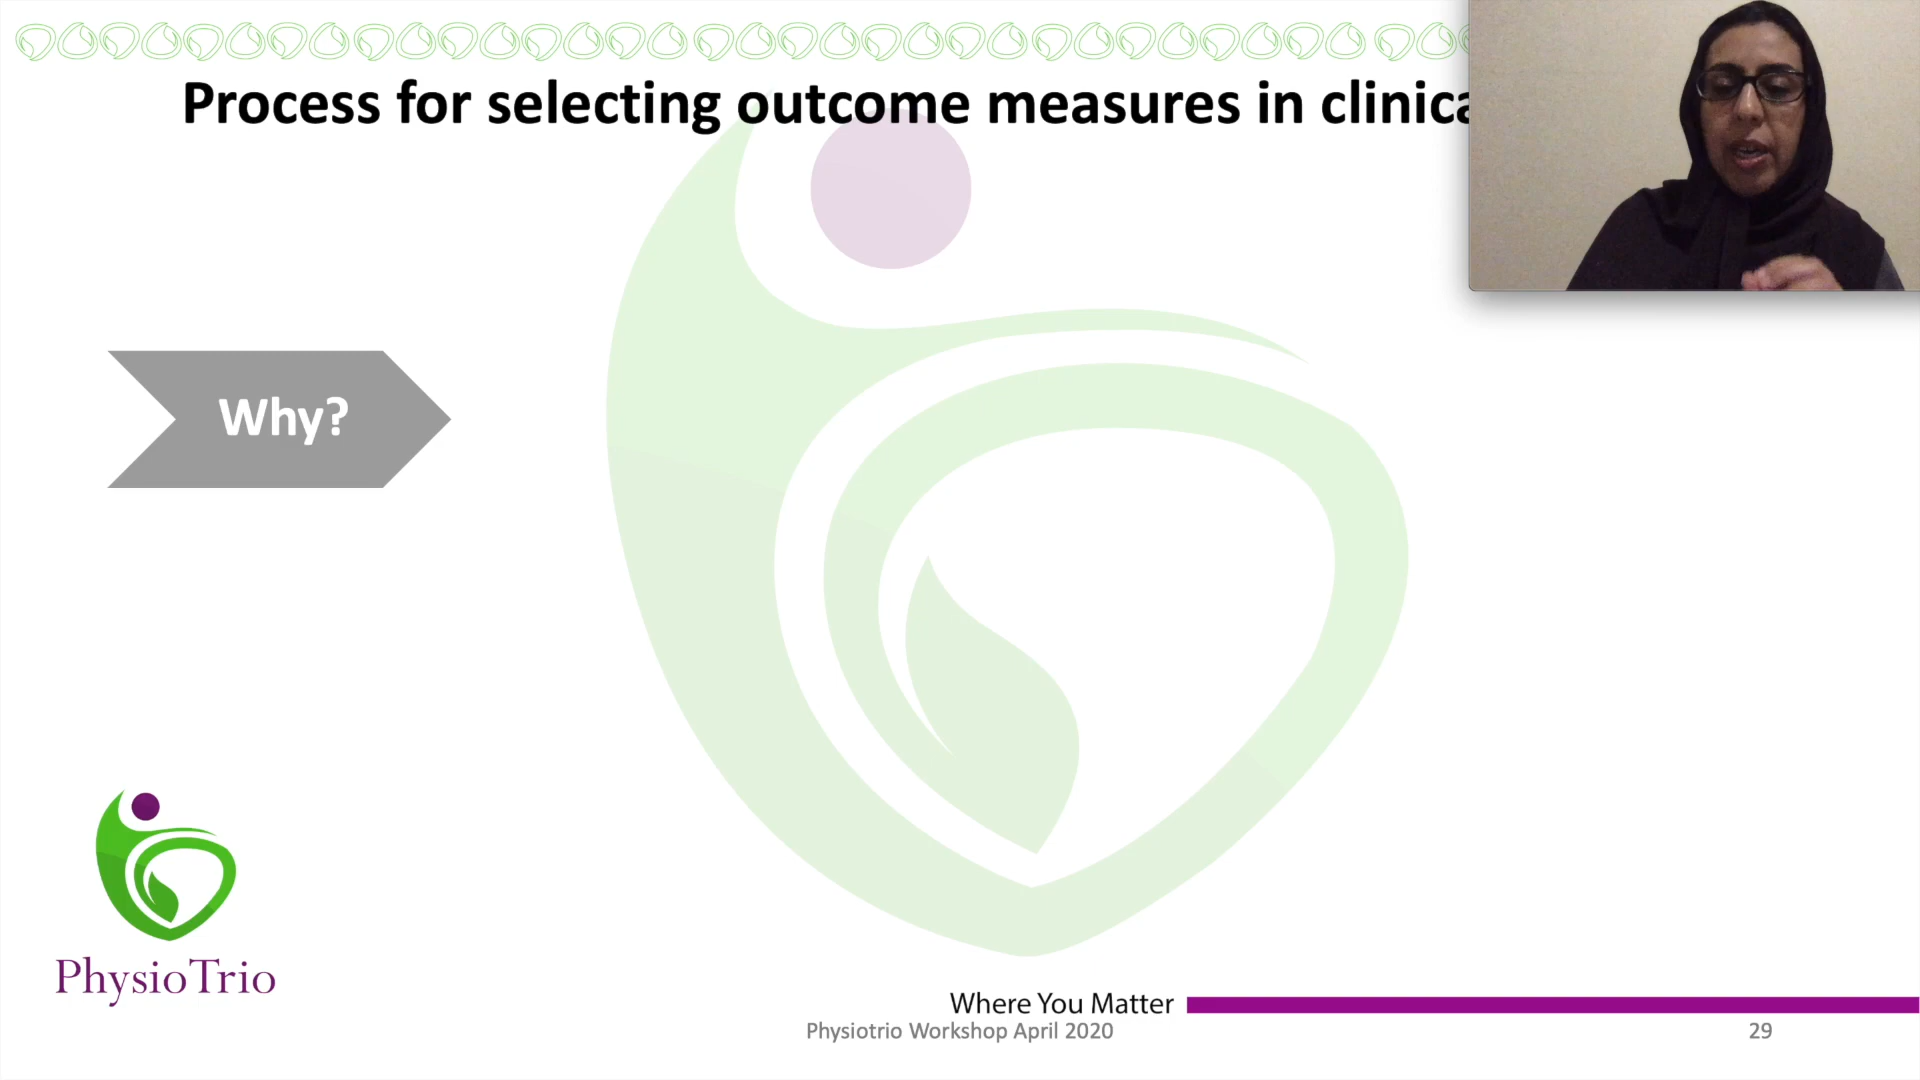 Process for selecting outcome measures in clinica
Why?
PhysioTrio
Where You Matter
Physiotrio Workshop April 2020
29